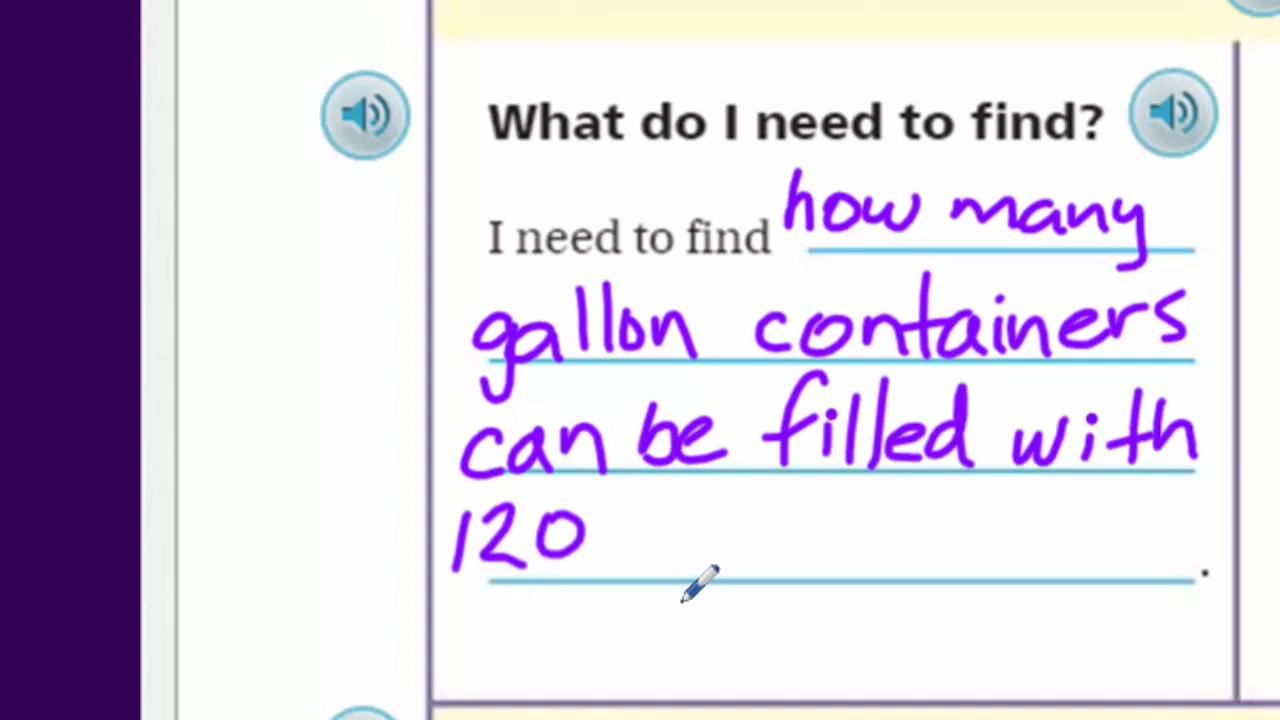 What do I need to find?
I need to find how many
gallon containers
can be filled with
120 .